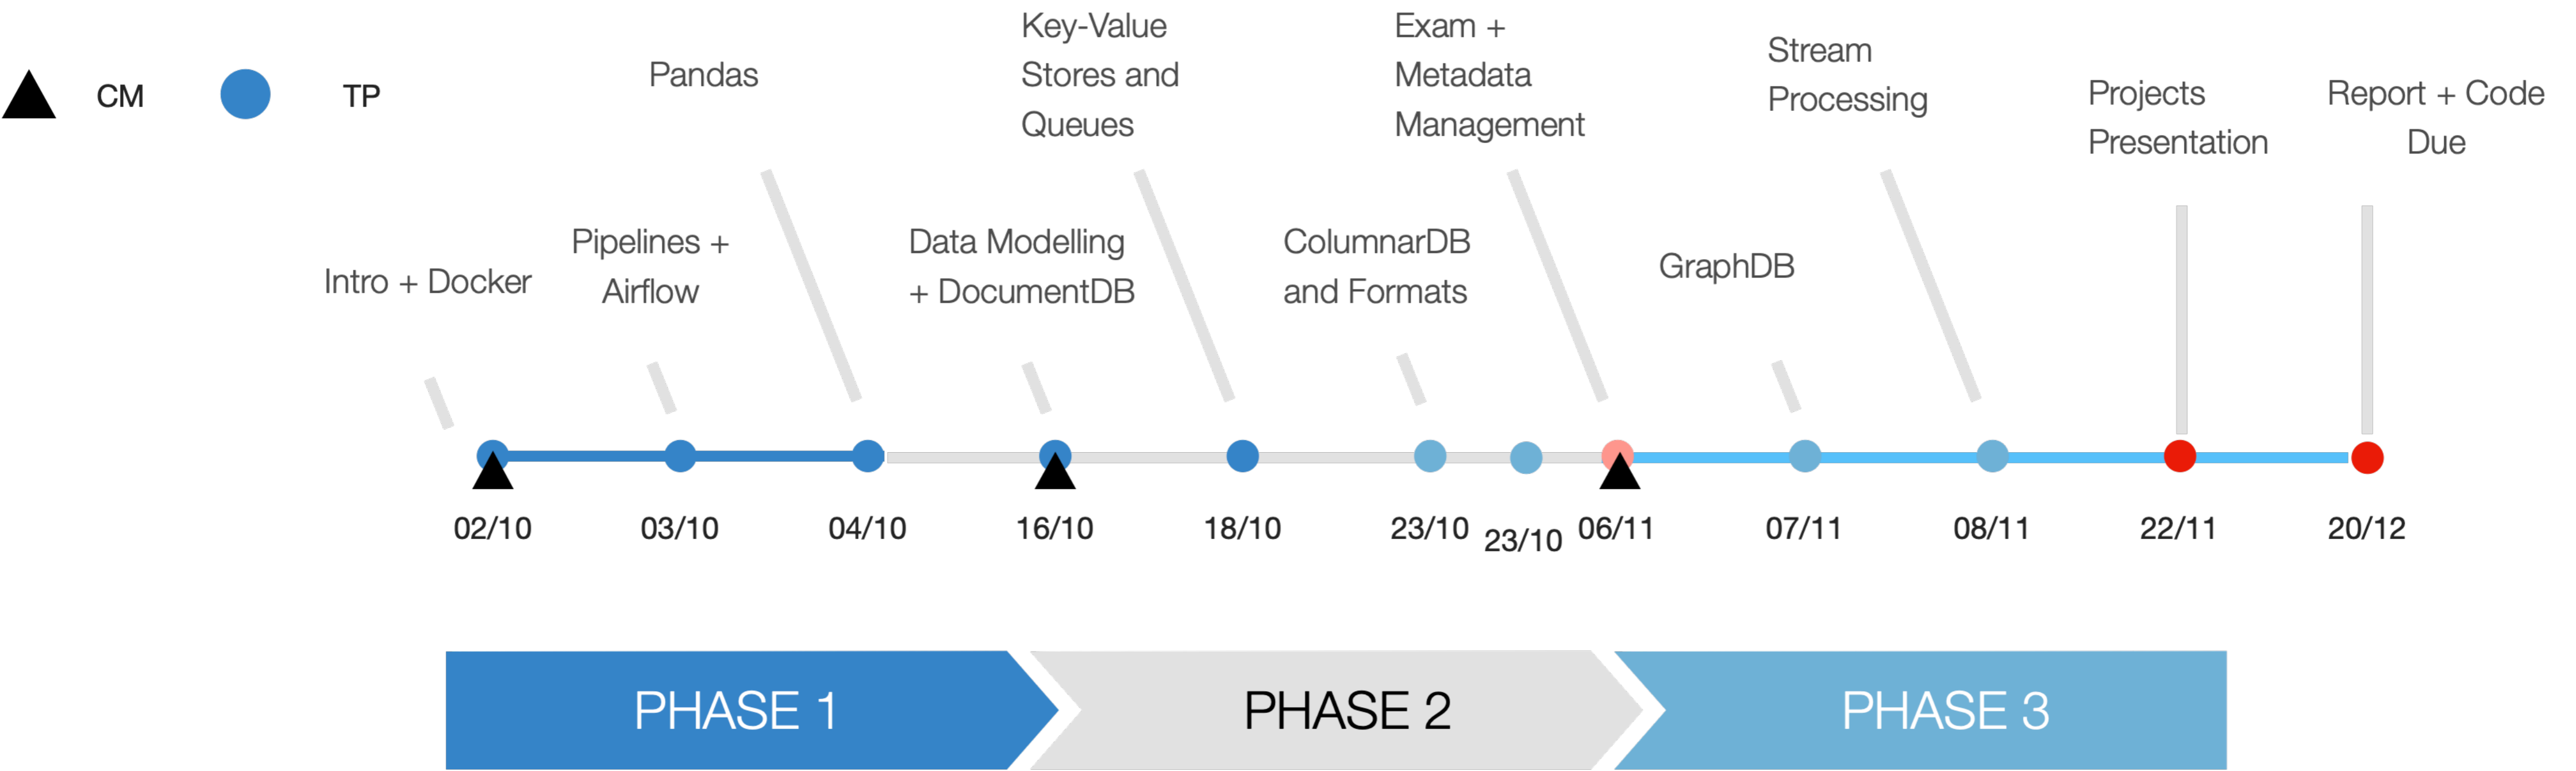 CM
TP
Pandas
Key-Value
Stores and
Queues
Exam +
Metadata
Management
Stream
Processing
Projects
Presentation
Report + Code
Due
Intro + Docker
Pipelines +
Airflow
Data Modelling
+ DocumentDB
ColumnarDB
and Formats
GraphDB
02/10
03/10
04/10
16/10
18/10
23/10
23/10
06/11
07/11
08/11
22/11
20/12
PHASE 1
PHASE 2
PHASE 3